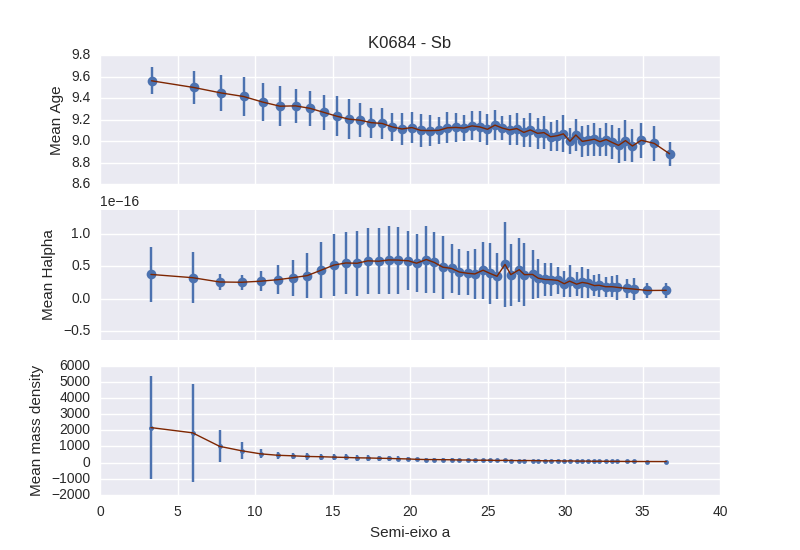 K0684 - Sb
9.8
9.6
9.4
9.2
9.0
8.8
8.6
Mean Age
1e−16
1.0
0.5
0.0
−0.5
Mean Halpha
6000
5000
4000
3000
2000
1000
0
−1000
−2000
Mean mass density
0 5 10 15 20 25 30 35 40
Semi-eixo a